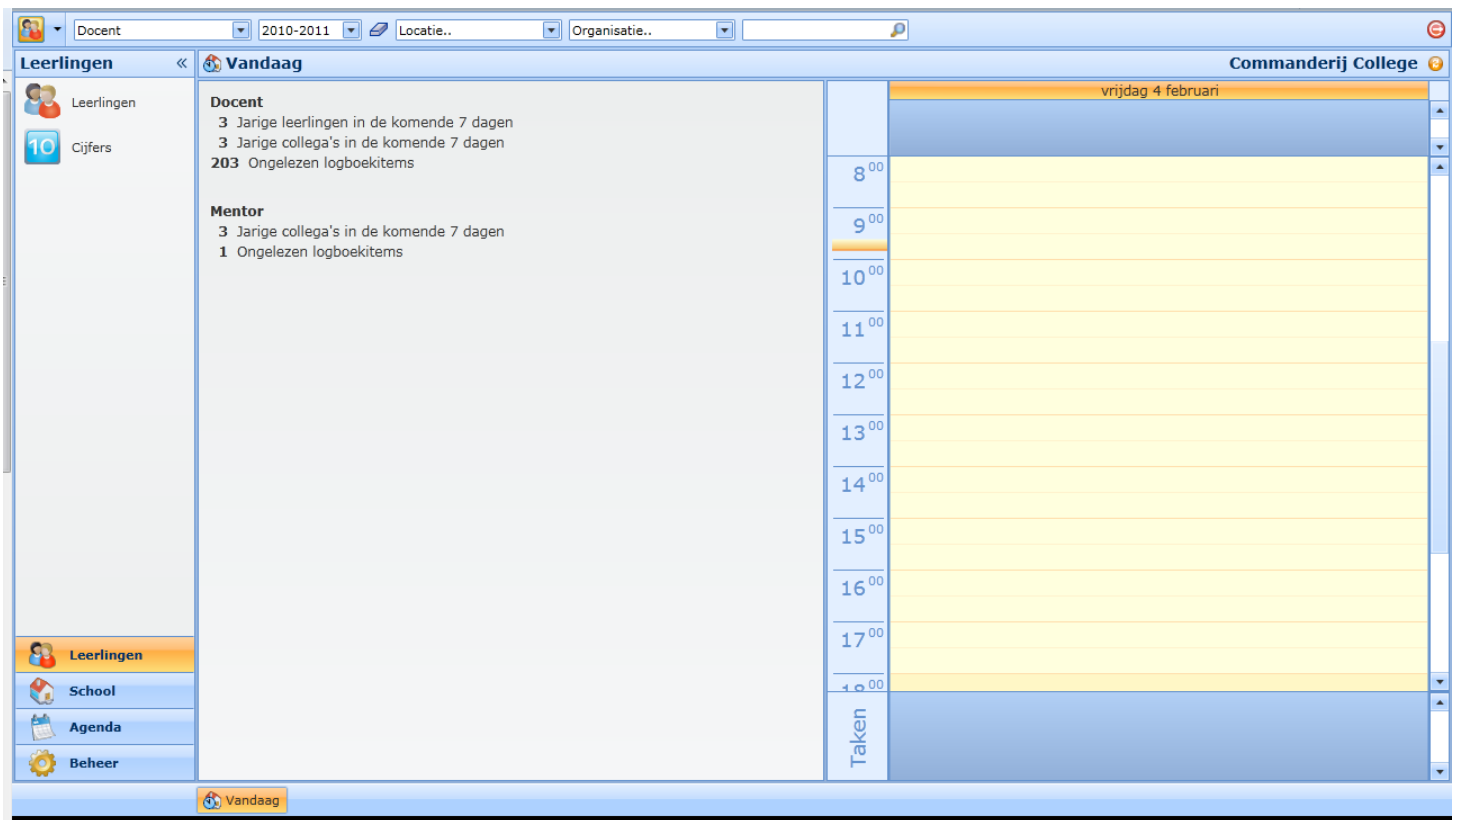 Docent 2010-2011 Locatie.. Organisatie..
Leerlingen «
Vandaag
Commanderij College
Leerlingen
10 Cijfers
Leerlingen
School
Agenda
Beheer
Docent
3 Jarige leerlingen in de komende 7 dagen
3 Jarige collega's in de komende 7 dagen
203 Ongelezen logboekitems
Mentor
3 Jarige collega's in de komende 7 dagen
1 Ongelezen logboekitems
vrijdag 4 februari
8 00
9 00
10 00
11 00
12 00
13 00
14 00
15 00
16 00
17 00
18 00
Taken
Vandaag